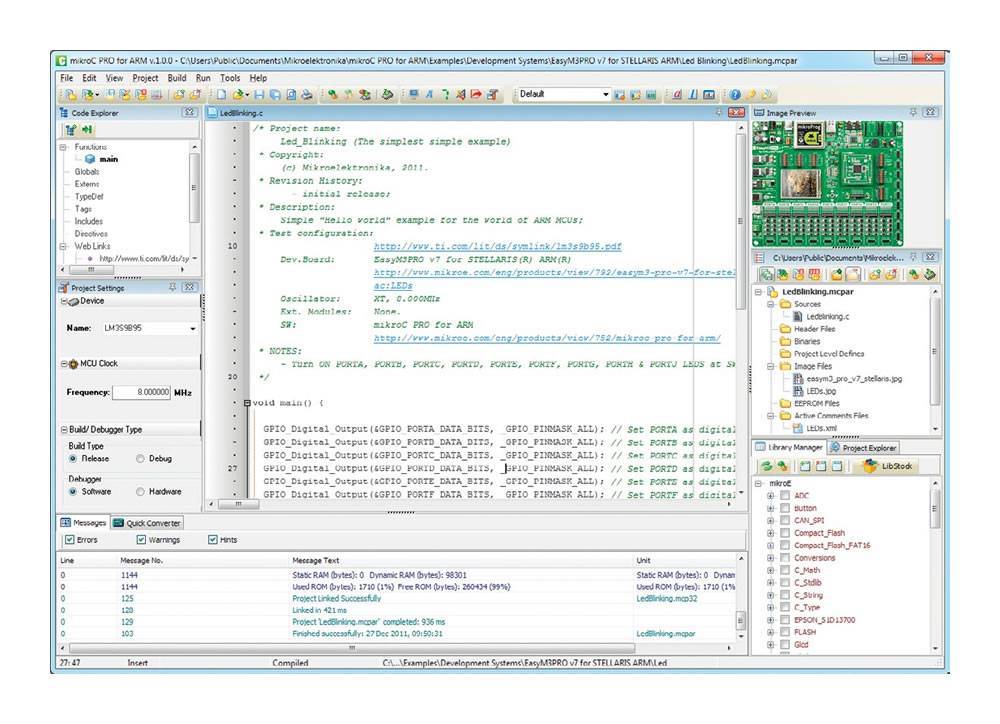 mikroC PRO for ARM v.1.0.0 - C:\Users\Public\Documents\Mikroelektronika\mikroC PRO for ARM\Examples\Development Systems\EasyM3PRO v7 for STELLARIS ARM\Led Blinking\LedBlinking.mcpar
File Edit View Project Build Run Tools Help
Default
Code Explorer
Functions
main
Globals
Externs
TypeDef
Tags
Includes
Directives
Web Links
http://www.ti.com/lit/ds/sy
Project Settings
Device
Name: LM3S9B95
MCU Clock
Frequency: 8.000000 MHz
Build/ Debugger Type
Build Type
Release Debug
Debugger
Software Hardware
LedBlinking.c
/* Project name:
Led_Blinking (The simplest simple example)
* Copyright:
(c) Mikroelektronika, 2011.
* Revision History:
- initial release;
* Description:
Simple "Hello world" example for the world of ARM MCUs;
* Test configuration:
10 http://www.ti.com/lit/ds/symlink/lm3s9b95.pdf
Dev.Board: EasyM3PRO v7 for STELLARIS(R) ARM(R)
http://www.mikroe.com/eng/products/view/792/easym3-pro-v7-for-stel
ac:LEDs
Oscillator: XT, 8.000MHz
Ext. Modules: None.
SW: mikroC PRO for ARM
http://www.mikroe.com/eng/products/view/752/mikroc-pro-for-arm/
* NOTES:
- Turn ON PORTA, PORTB, PORTC, PORTD, PORTE, PORTF, PORTG, PORTH & PORTJ LEDS at SW
20 */
void main() {
GPIO_Digital_Output(&GPIO_PORTA_DATA_BITS, _GPIO_PINMASK_ALL); // Set PORTA as digital
GPIO_Digital_Output(&GPIO_PORTB_DATA_BITS, _GPIO_PINMASK_ALL); // Set PORTB as digital
GPIO_Digital_Output(&GPIO_PORTC_DATA_BITS, _GPIO_PINMASK_ALL); // Set PORTC as digital
27 GPIO_Digital_Output(&GPIO_PORTD_DATA_BITS, _GPIO_PINMASK_ALL); // Set PORTD as digital
GPIO_Digital_Output(&GPIO_PORTE_DATA_BITS, _GPIO_PINMASK_ALL); // Set PORTE as digital
GPIO_Digital_Output(&GPIO_PORTF_DATA_BITS, _GPIO_PINMASK_ALL); // Set PORTF as digital
Image Preview
C:\Users\Public\Documents\Mikroelek...
LedBlinking.mcpar
Sources
LedBlinking.c
Header Files
Binaries
Project Level Defines
Image Files
easym3_pro_v7_stellaris.jpg
LEDs.jpg
EEPROM Files
Active Comments Files
LEDs.xml
Library Manager Project Explorer
LibStock
mikroE
ADC
Button
CAN_SPI
Compact_Flash
Compact_Flash_FAT16
Conversions
C_Math
C_Stdlib
C_String
C_Type
EPSON_S1D13700
FLASH
Glcd
Messages Quick Converter
Errors Warnings Hints
Line Message No. Message Text Unit
0 1144 Static RAM (bytes): 0 Dynamic RAM (bytes): 98301 Static RAM (bytes): 0 Dynam
0 1144 Used ROM (bytes): 1710 (1%) Free ROM (bytes): 260434 (99%) Used ROM (bytes): 1710 (1%
0 125 Project Linked Successfully LedBlinking.mcp32
0 128 Linked in 421 ms
0 129 Project 'LedBlinking.mcpar' completed: 936 ms
0 103 Finished successfully: 27 Dec 2011, 09:50:31 LedBlinking.mcpar
27: 47 Insert Compiled C:\...\Examples\Development Systems\EasyM3PRO v7 for STELLARIS ARM\Led